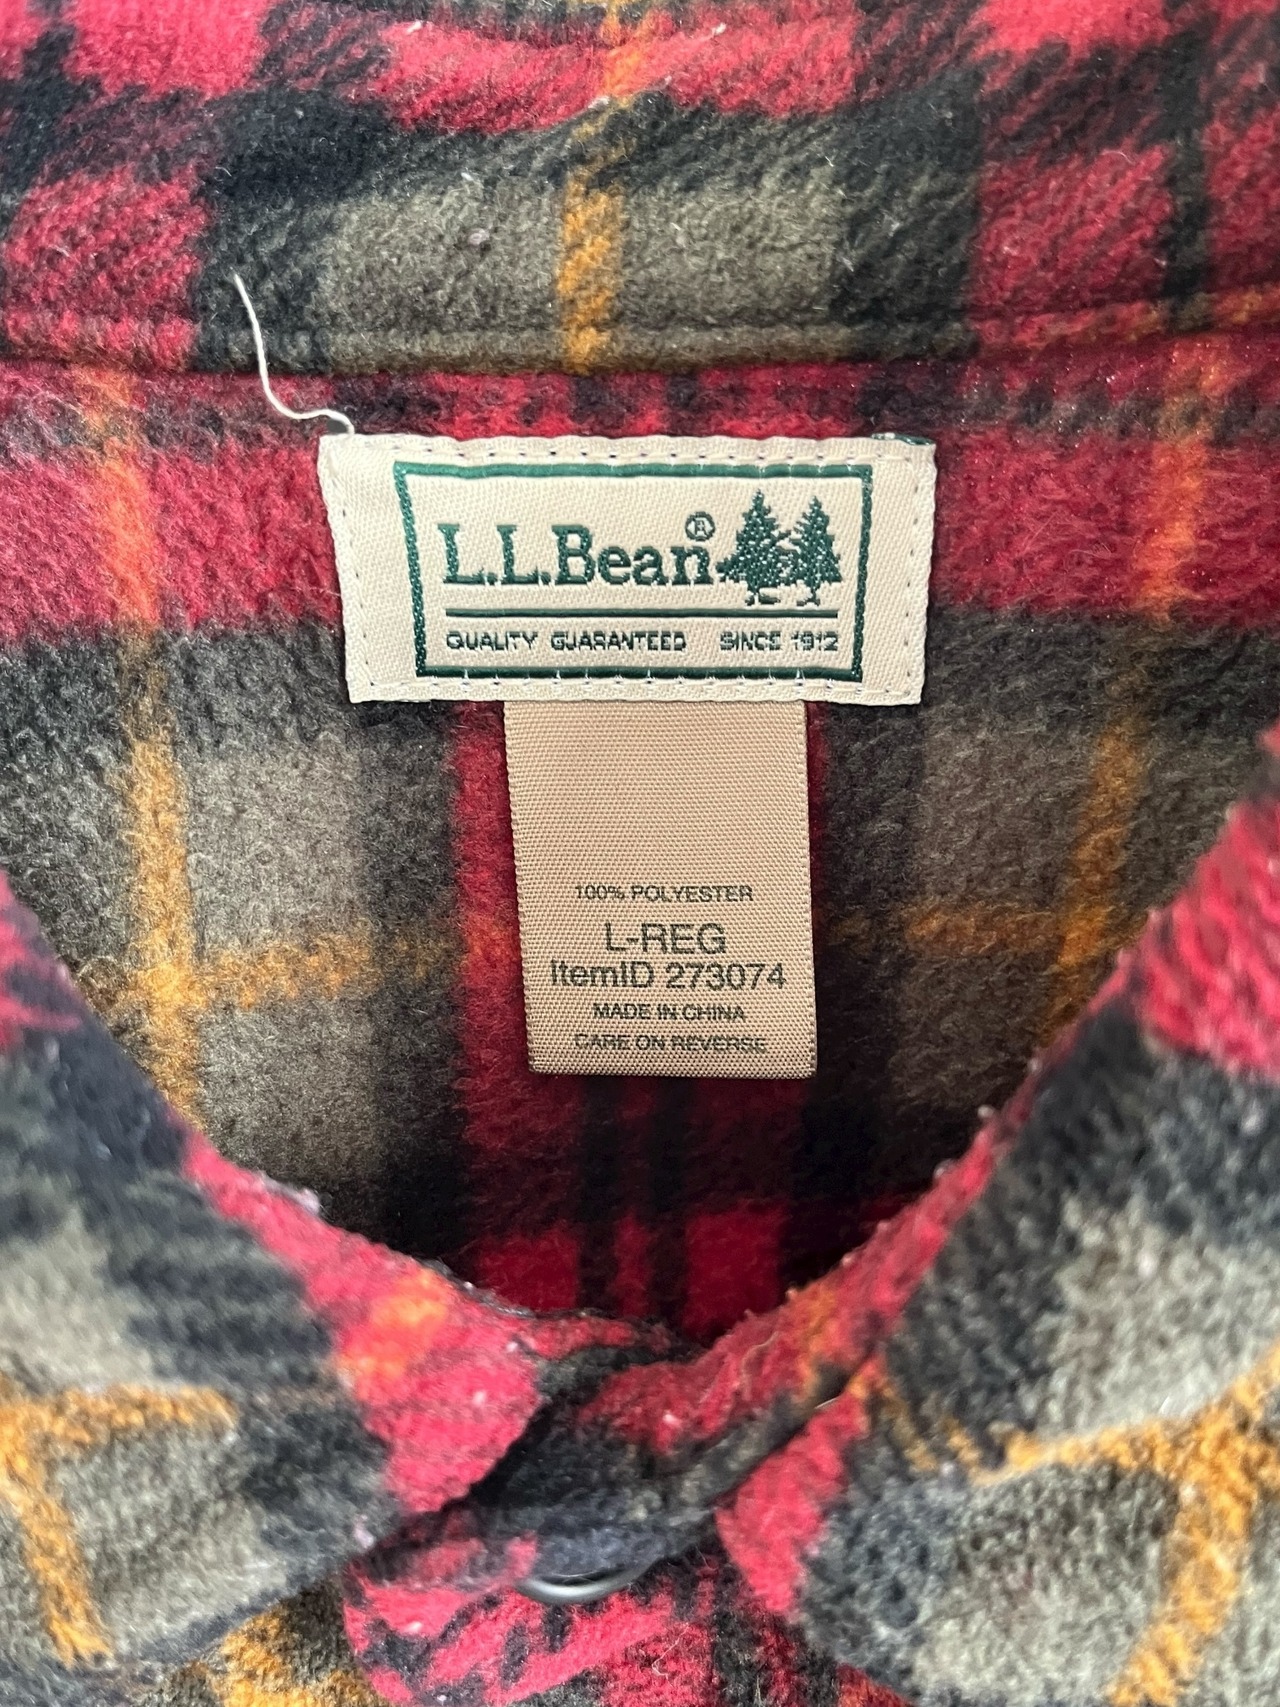 L.L.Bean®
QUALITY GUARANTEED SINCE 1912
100% POLYESTER
L-REG
ItemID 273074
MADE IN CHINA
CARE ON REVERSE